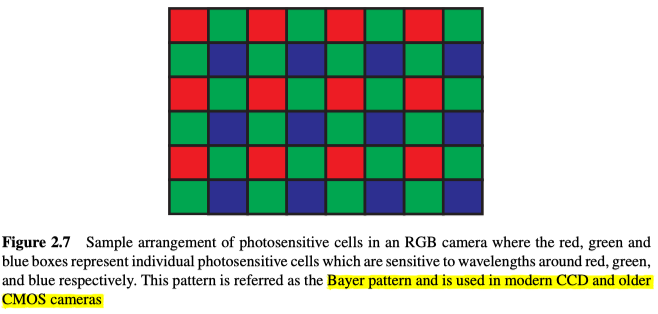 Figure 2.7 Sample arrangement of photosensitive cells in an RGB camera where the red, green and
blue boxes represent individual photosensitive cells which are sensitive to wavelengths around red, green,
and blue respectively. This pattern is referred as the Bayer pattern and is used in modern CCD and older
CMOS cameras